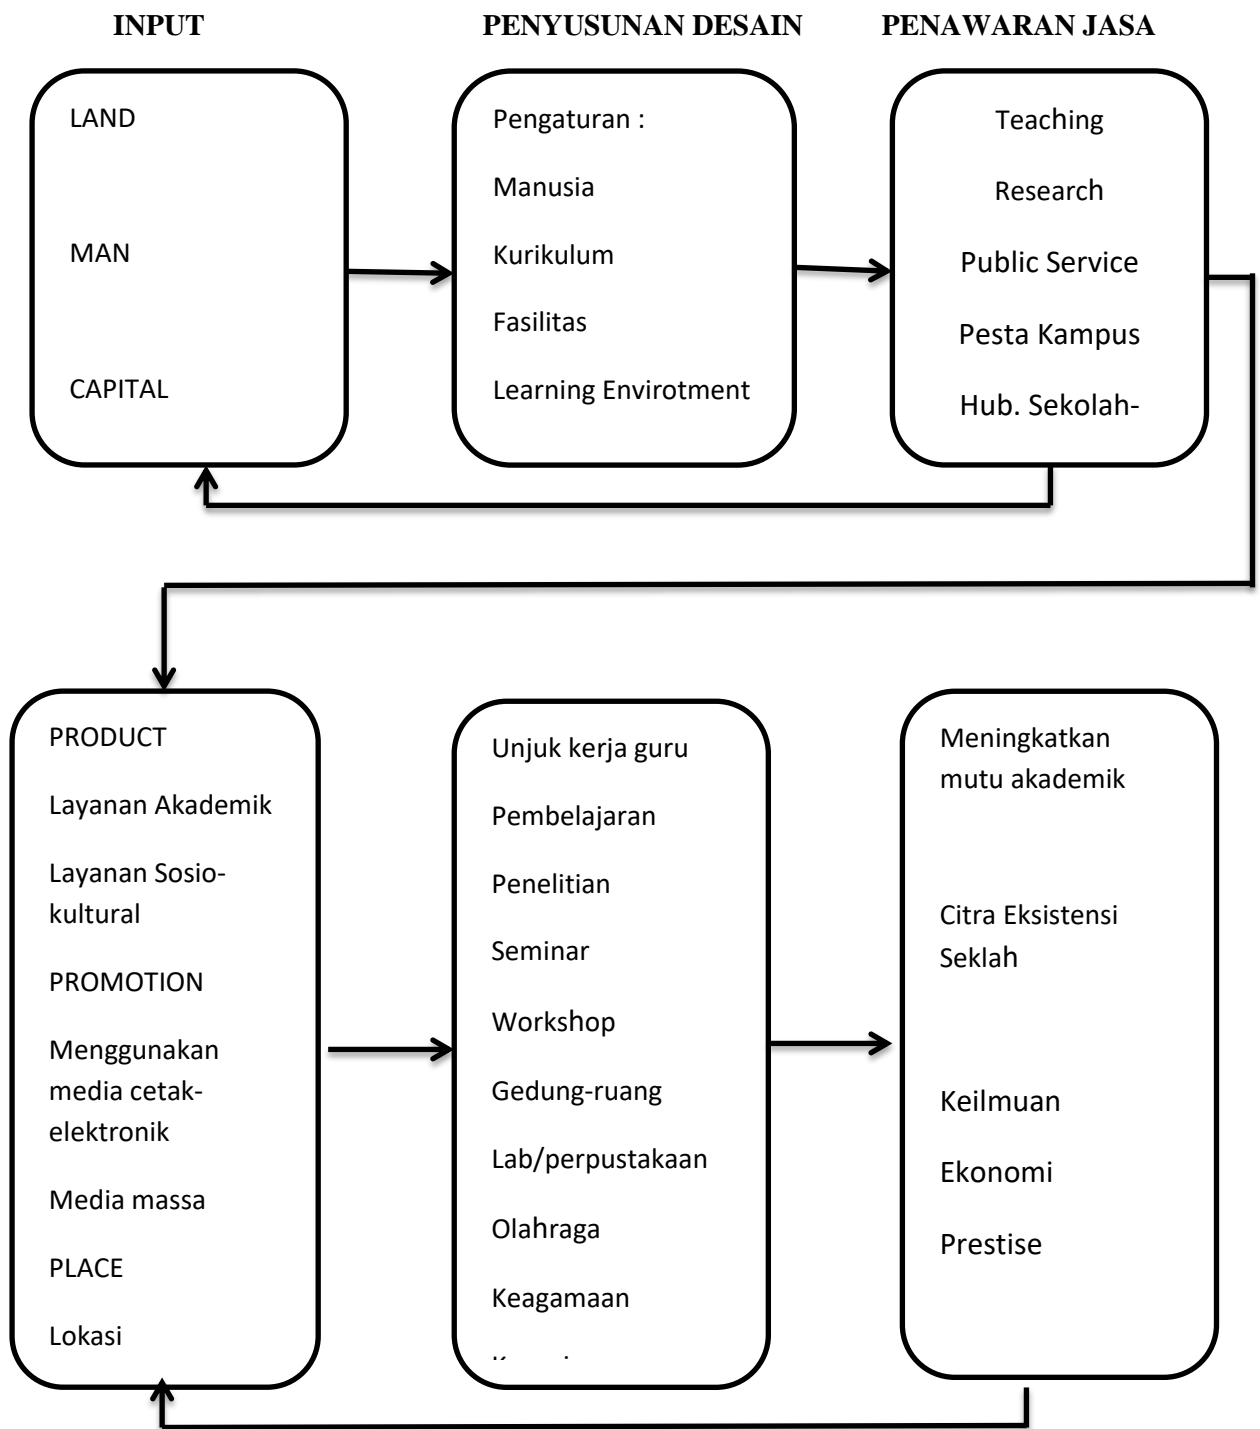 INPUT
PENYUSUNAN DESAIN
PENAWARAN JASA
LAND
MAN
CAPITAL
Pengaturan :
Manusia
Kurikulum
Fasilitas
Learning Envirotment
Teaching
Research
Public Service
Pesta Kampus
Hub. Sekolah-
PRODUCT
Layanan Akademik
Layanan Sosio-
kultural
PROMOTION
Menggunakan
media cetak-
elektronik
Media massa
PLACE
Lokasi
Unjuk kerja guru
Pembelajaran
Penelitian
Seminar
Workshop
Gedung-ruang
Lab/perpustakaan
Olahraga
Keagamaan
Meningkatkan
mutu akademik
Citra Eksistensi
Seklah
Keilmuan
Ekonomi
Prestise